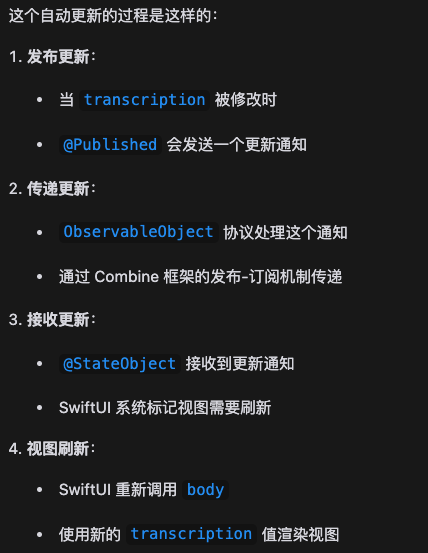 这个自动更新的过程是这样的：
1. 发布更新：
• 当 transcription 被修改时
• @Published 会发送一个更新通知
2. 传递更新：
• ObservableObject 协议处理这个通知
• 通过 Combine 框架的发布-订阅机制传递
3. 接收更新：
• @StateObject 接收到更新通知
• SwiftUI 系统标记视图需要刷新
4. 视图刷新：
• SwiftUI 重新调用 body
• 使用新的 transcription 值渲染视图